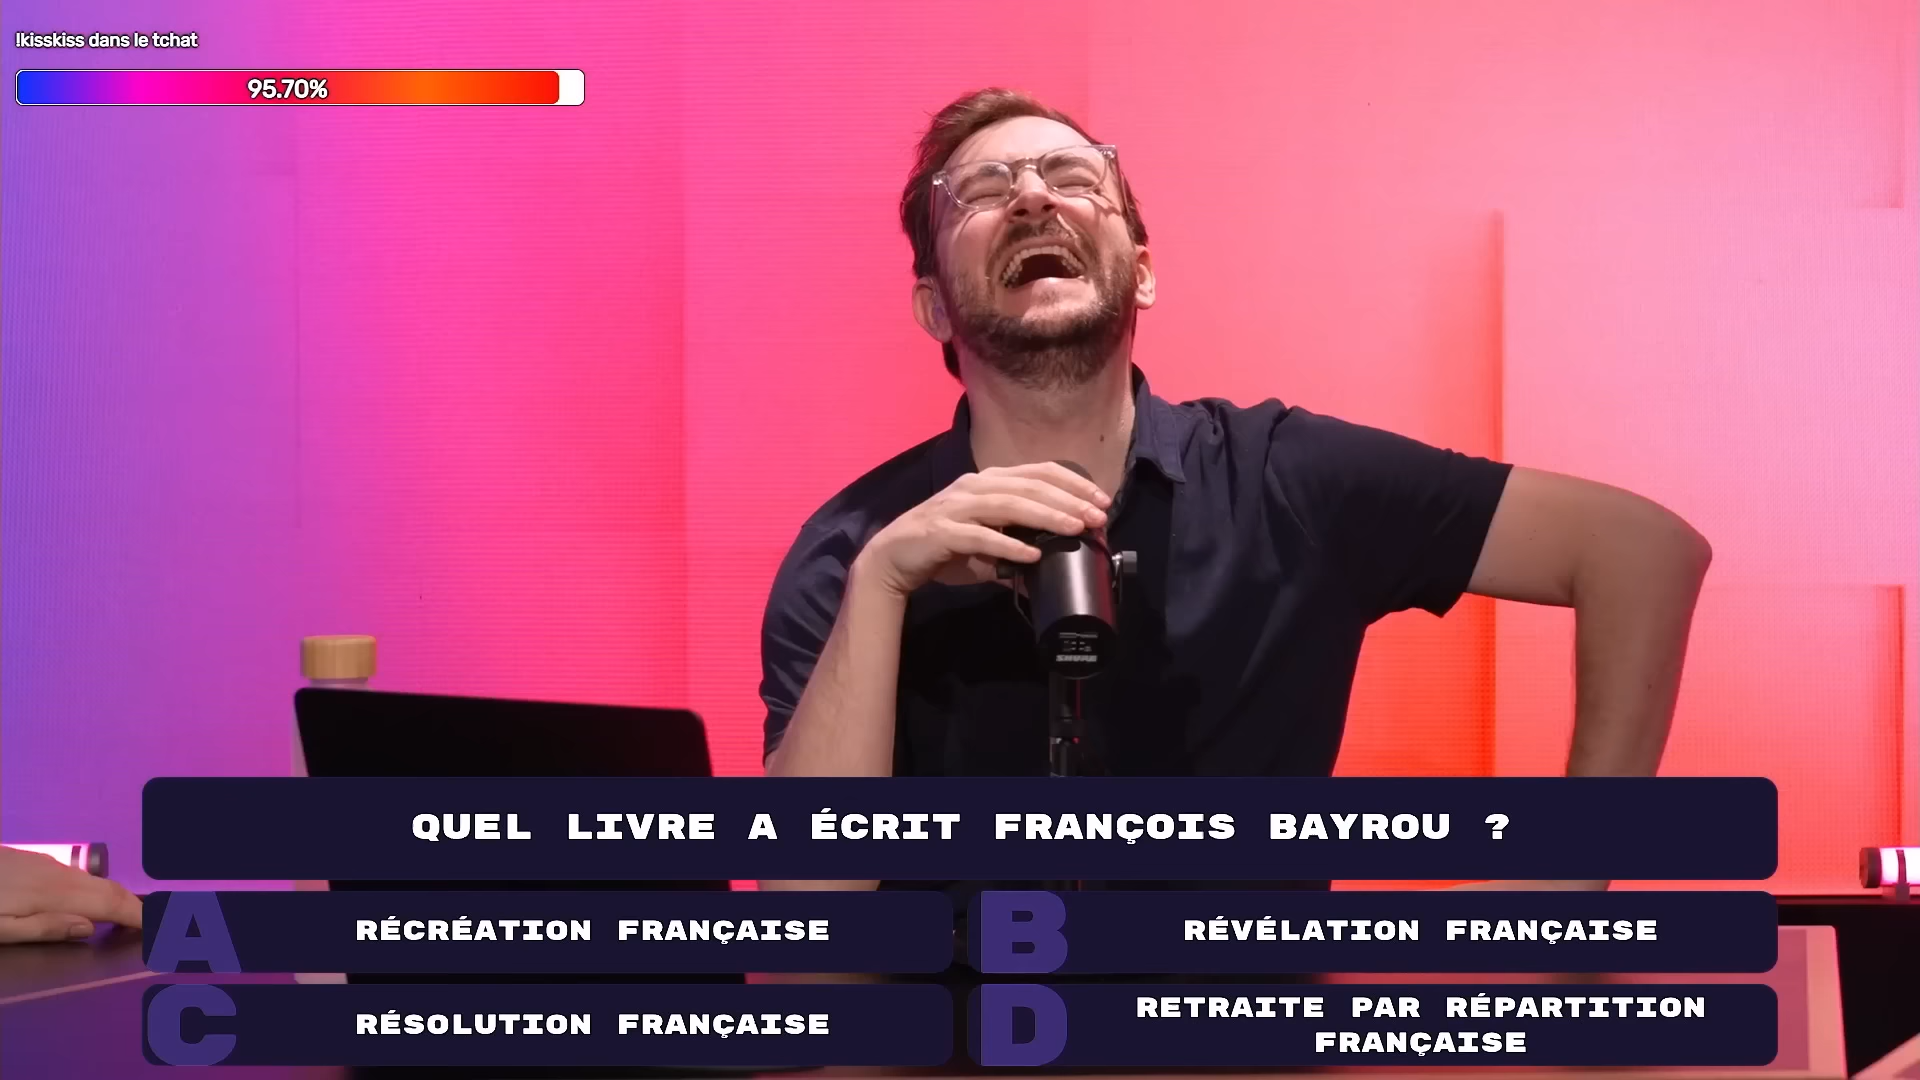 !kisskiss dans le tchat
95.70%
SHURE
QUEL LIVRE A ÉCRIT FRANÇOIS BAYROU ?
A RÉCRÉATION FRANÇAISE
B RÉVÉLATION FRANÇAISE
C RÉSOLUTION FRANÇAISE
D RETRAITE PAR RÉPARTITION
FRANÇAISE